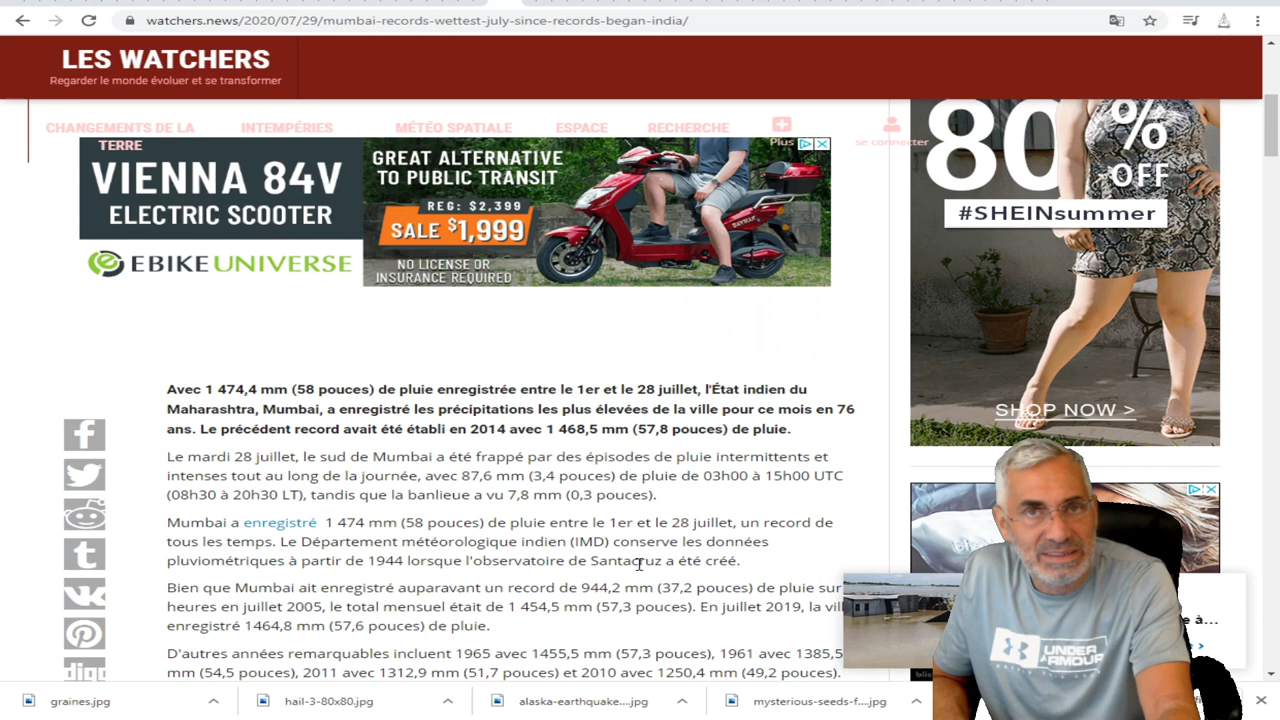 watchers.news/2020/07/29/mumbai-records-wettest-july-since-records-began-india/
LES WATCHERS
Regarder le monde évoluer et se transformer
CHANGEMENTS DE LA TERRE
INTEMPÉRIES
MÉTÉO SPATIALE
ESPACE
RECHERCHE
Plus
se connecter
VIENNA 84V
ELECTRIC SCOOTER
EBIKEUNIVERSE
GREAT ALTERNATIVE
TO PUBLIC TRANSIT
REG: $2,399
SALE $1,999
NO LICENSE OR
INSURANCE REQUIRED
80% -OFF
#SHEINsummer
SHOP NOW >
Avec 1 474,4 mm (58 pouces) de pluie enregistrée entre le 1er et le 28 juillet, l'État indien du
Maharashtra, Mumbai, a enregistré les précipitations les plus élevées de la ville pour ce mois en 76
ans. Le précédent record avait été établi en 2014 avec 1 468,5 mm (57,8 pouces) de pluie.
Le mardi 28 juillet, le sud de Mumbai a été frappé par des épisodes de pluie intermittents et
intenses tout au long de la journée, avec 87,6 mm (3,4 pouces) de pluie de 03h00 à 15h00 UTC
(08h30 à 20h30 LT), tandis que la banlieue a vu 7,8 mm (0,3 pouces).
Mumbai a enregistré 1 474 mm (58 pouces) de pluie entre le 1er et le 28 juillet, un record de
tous les temps. Le Département météorologique indien (IMD) conserve les données
pluviométriques à partir de 1944 lorsque l'observatoire de Santacruz a été créé.
Bien que Mumbai ait enregistré auparavant un record de 944,2 mm (37,2 pouces) de pluie sur
heures en juillet 2005, le total mensuel était de 1 454,5 mm (57,3 pouces). En juillet 2019, la
enregistré 1464,8 mm (57,6 pouces) de pluie.
D'autres années remarquables incluent 1965 avec 1455,5 mm (57,3 pouces), 1961 avec 1385,5
mm (54,5 pouces), 2011 avec 1312,9 mm (51,7 pouces) et 2010 avec 1250,4 mm (49,2 pouces).
digg
e à...
UNDER
ARMOUR
graines.jpg
hail-3-80x80.jpg
alaska-earthquake....jpg
mysterious-seeds-f....jpg